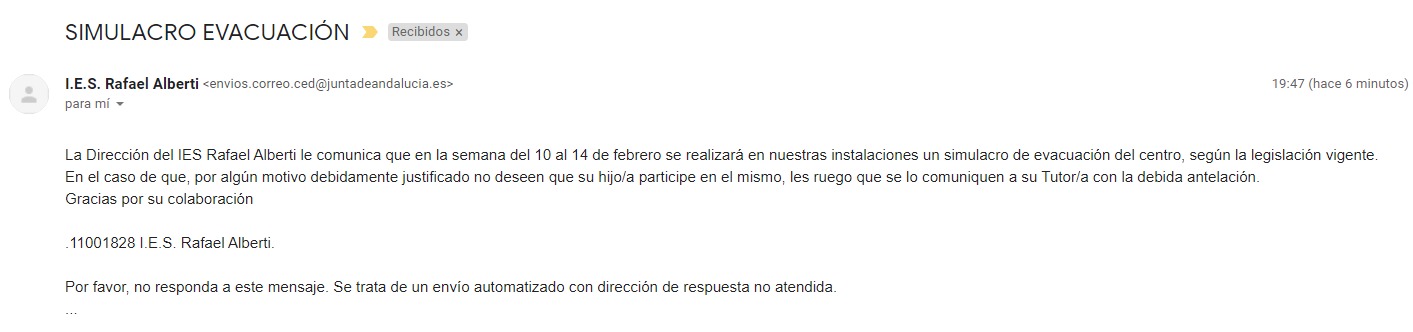 SIMULACRO EVACUACIÓN Recibidos ×
I.E.S. Rafael Alberti <envios.correo.ced@juntadeandalucia.es> 19:47 (hace 6 minutos)
para mí
La Dirección del IES Rafael Alberti le comunica que en la semana del 10 al 14 de febrero se realizará en nuestras instalaciones un simulacro de evacuación del centro, según la legislación vigente.
En el caso de que, por algún motivo debidamente justificado no deseen que su hijo/a participe en el mismo, les ruego que se lo comuniquen a su Tutor/a con la debida antelación.
Gracias por su colaboración
.11001828 I.E.S. Rafael Alberti.
Por favor, no responda a este mensaje. Se trata de un envío automatizado con dirección de respuesta no atendida.
...